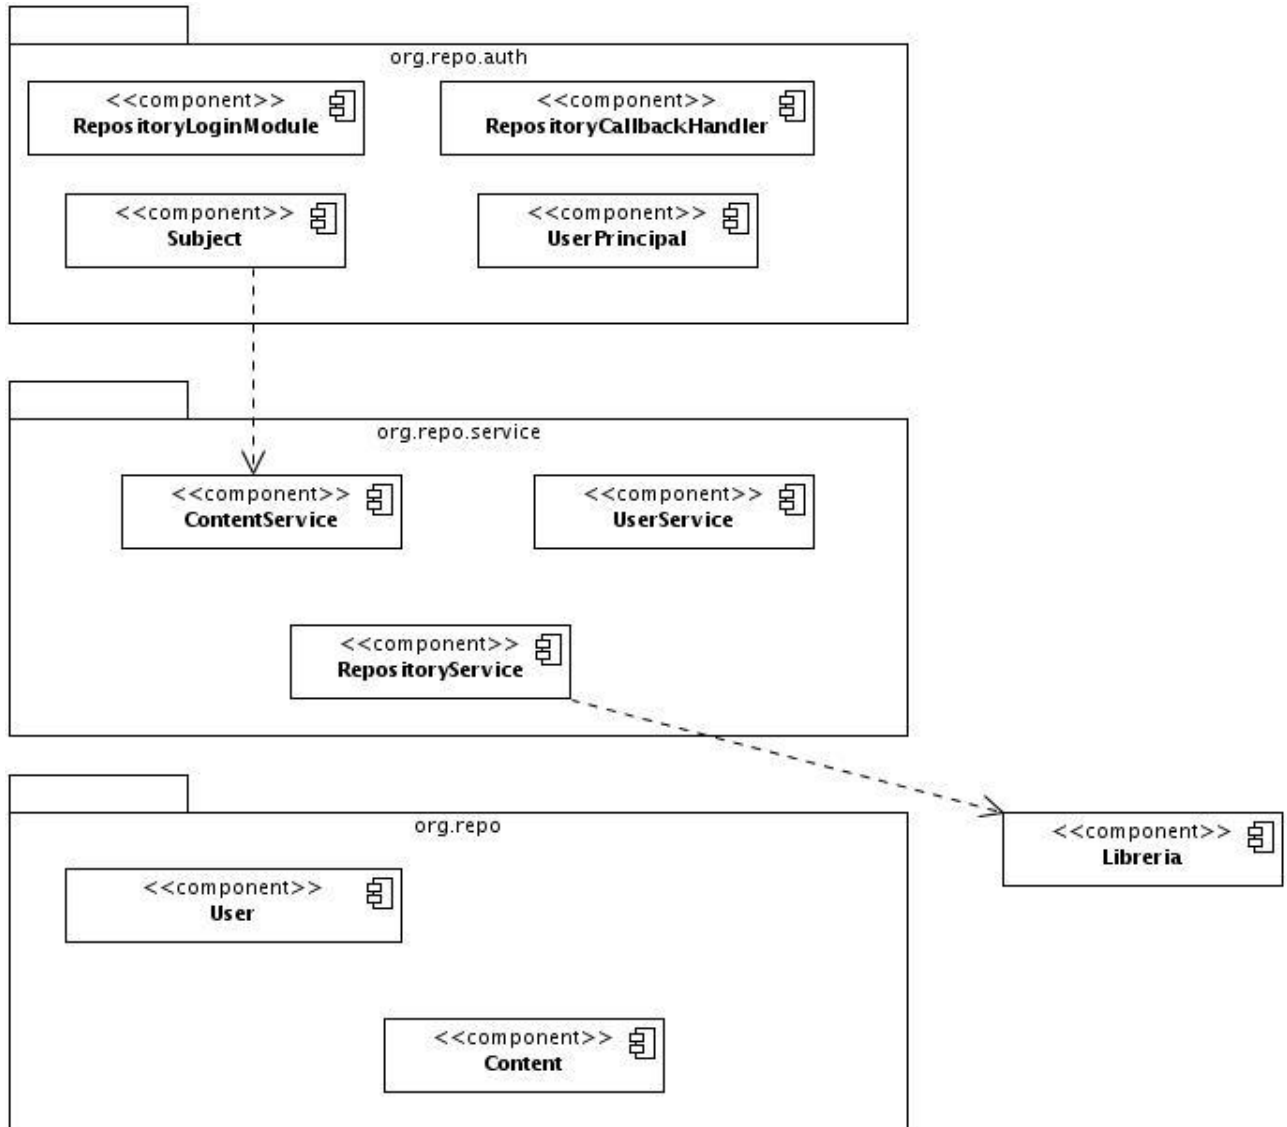 org.repo.auth
<<component>>
RepositoryLoginModule
<<component>>
RepositoryCallbackHandler
<<component>>
Subject
<<component>>
UserPrincipal
org.repo.service
<<component>>
ContentService
<<component>>
UserService
<<component>>
RepositoryService
org.repo
<<component>>
Libreria
<<component>>
User
<<component>>
Content